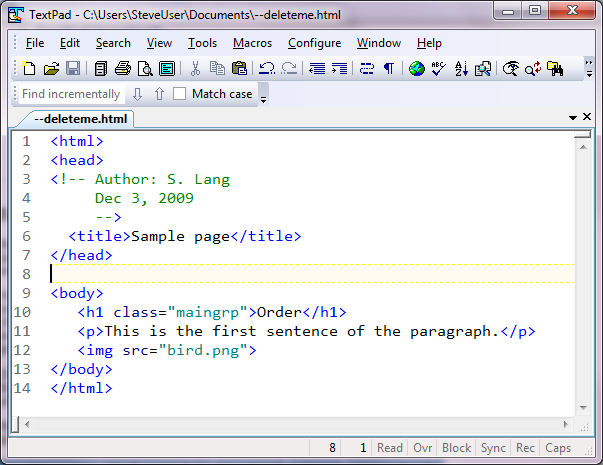 TextPad - C:\Users\SteveUser\Documents\--deleteme.html
File Edit Search View Tools Macros Configure Window Help
Find incrementally Match case
--deleteme.html
1 <html>
2 <head>
3 <!-- Author: S. Lang
4      Dec 3, 2009
5      -->
6   <title>Sample page</title>
7 </head>
8
9 <body>
10    <h1 class="maingrp">Order</h1>
11    <p>This is the first sentence of the paragraph.</p>
12    <img src="bird.png">
13 </body>
14 </html>
8 1 Read Ovr Block Sync Rec Caps